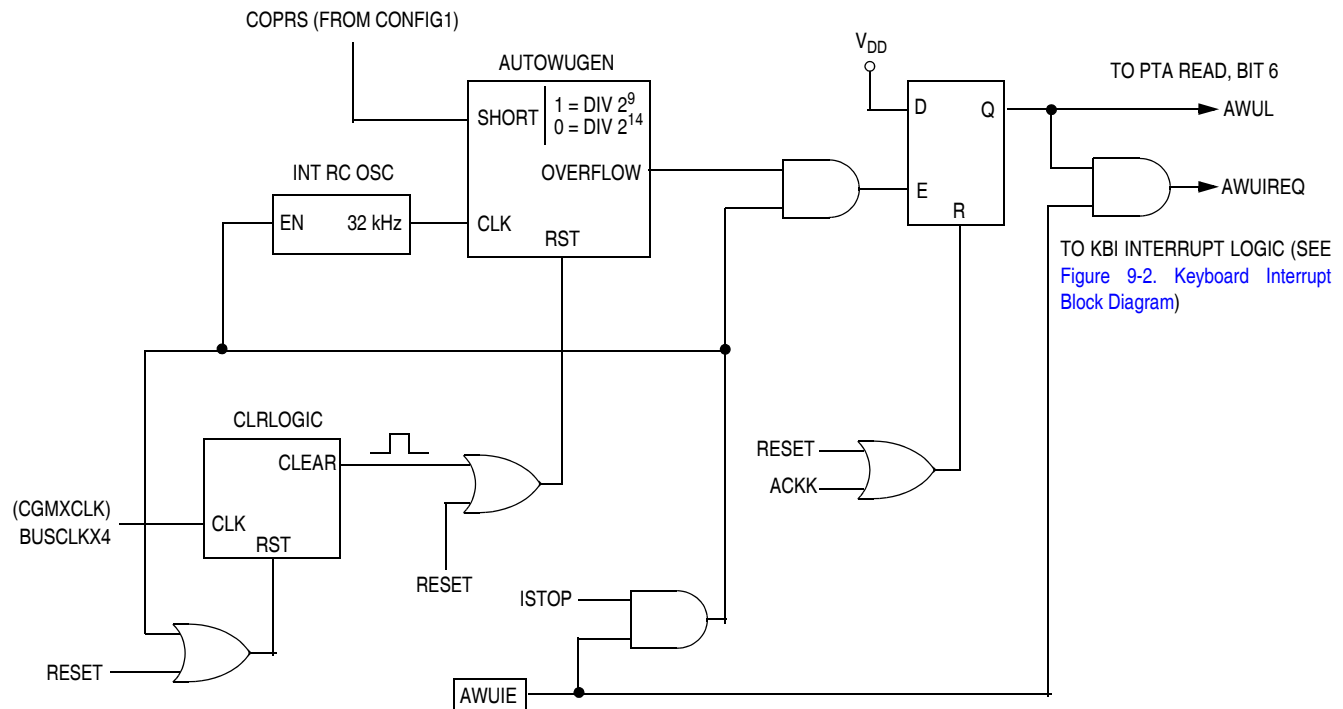 COPRS (FROM CONFIG1)
AUTOWUGEN
SHORT
1 = DIV 2^9
0 = DIV 2^14
OVERFLOW
CLK
RST
INT RC OSC
EN
32 kHz
V_DD
D
Q
E
R
TO PTA READ, BIT 6
AWUL
AWUIREQ
TO KBI INTERRUPT LOGIC (SEE
Figure 9-2. Keyboard Interrupt
Block Diagram)
CLRLOGIC
CLEAR
CLK
RST
(CGMXCLK)
BUSCLKX4
RESET
RESET
RESET
ACKK
ISTOP
AWUIE